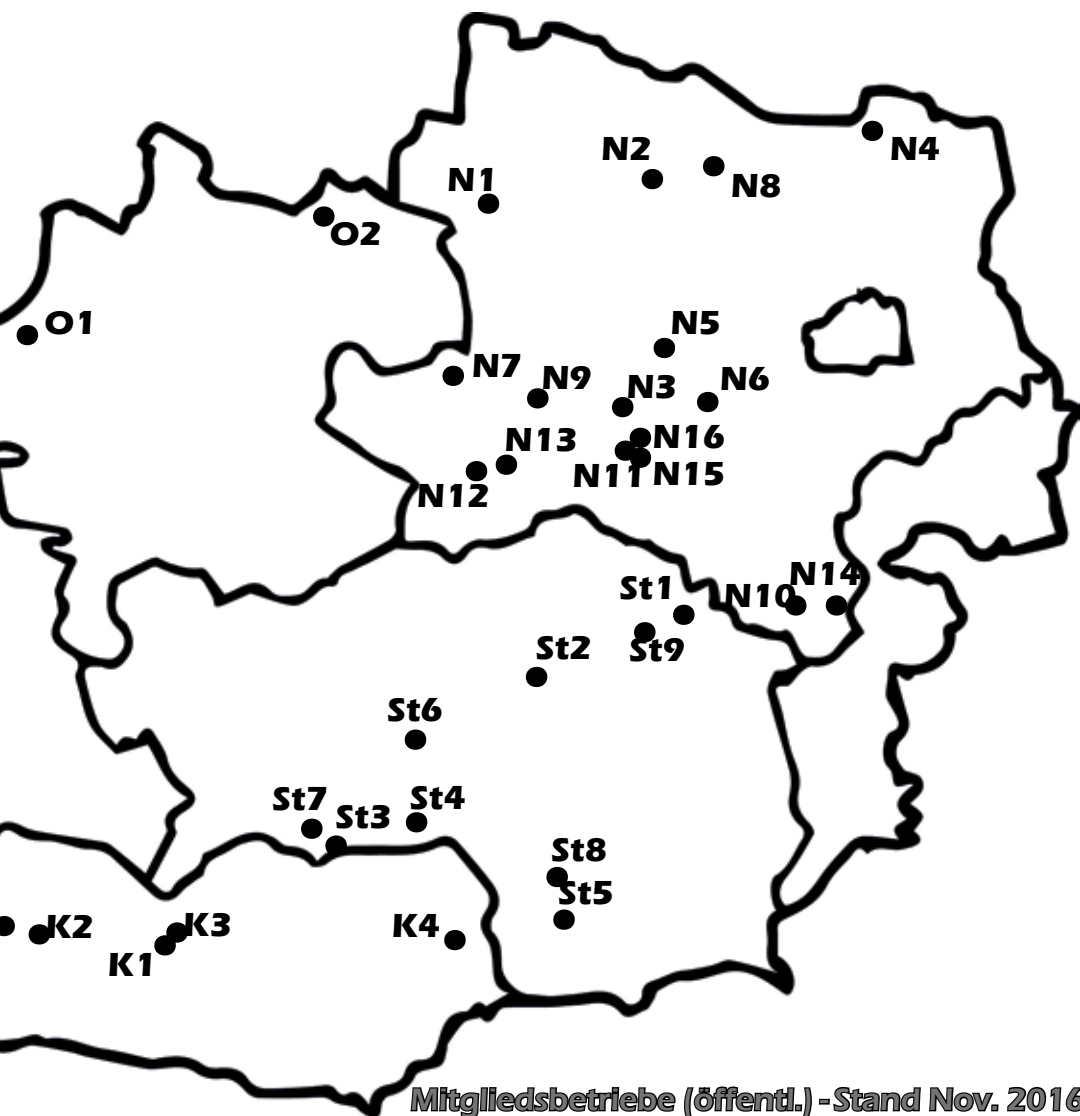 N4
N2
N1
N8
O2
O1
N5
N7
N9
N3
N6
N13
N16
N11
N15
N12
N14
St1
N10
St9
St2
St6
St7
St3
St4
St8
St5
K2
K3
K4
K1
Mitgliedsbetriebe (öffentl.) - Stand Nov. 2016